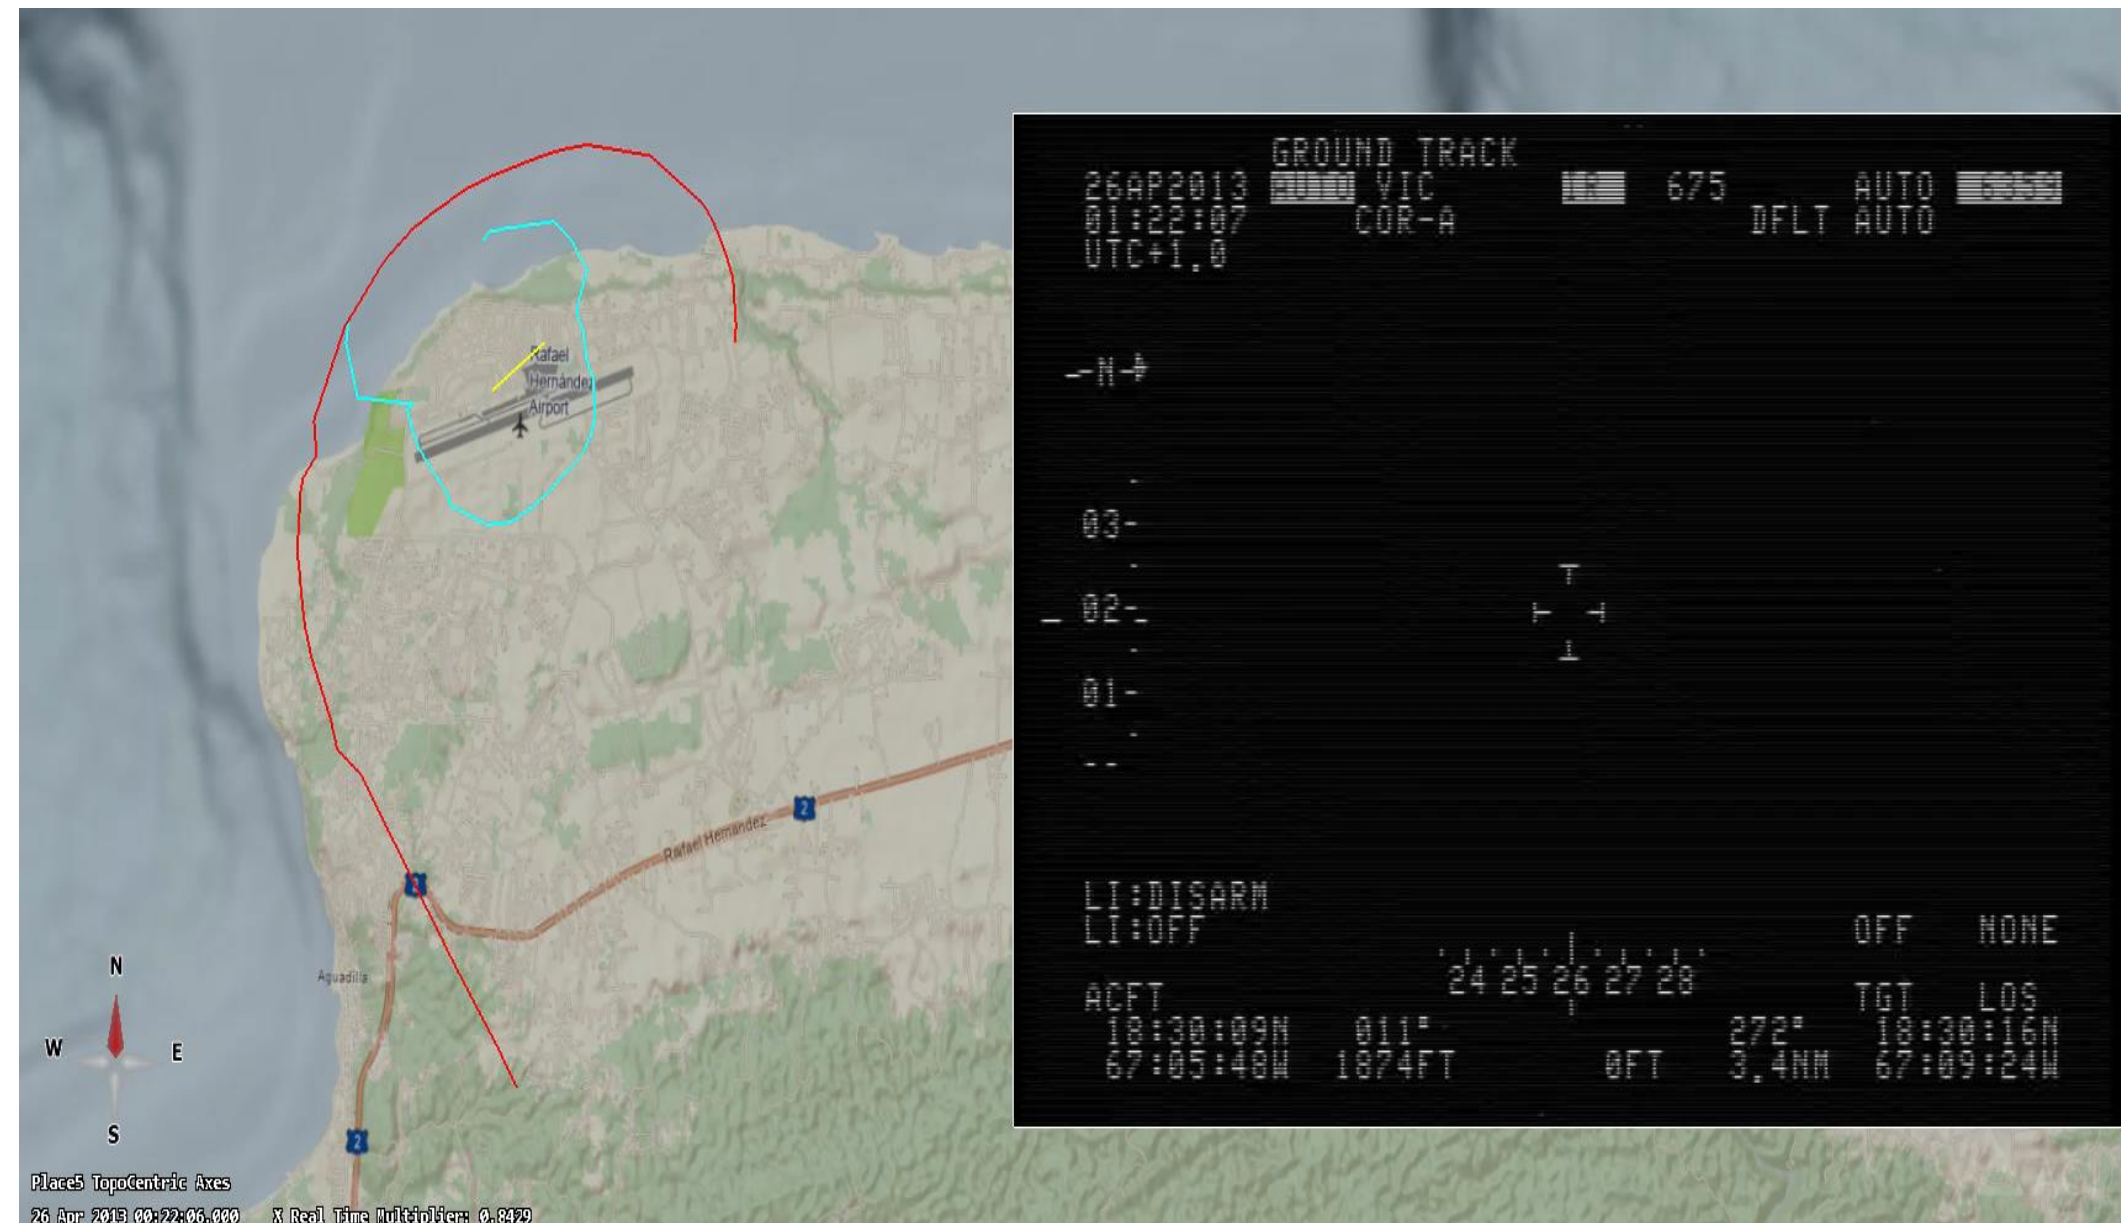 Rafael
Hernández
Airport
2
Rafael Hernandez
2
Aguadilla
2
N
W
E
S
Place5 TopoCentric Axes
26 Apr 2013 00:22:06.000 X Real Time Multiplier: 0.8429
GROUND TRACK
26AP2013 AUTO VIC IR 675 AUTO
01:22:07 COR-A DFLT AUTO
UTC+1.0
N
03
02
01
LI:DISARM
LI:OFF OFF NONE
24 25 26 27 28
ACFT TGT LOS
18:30:09N 011° 272° 18:30:16N
67:05:48W 1874FT 0FT 3.4NM 67:09:24W